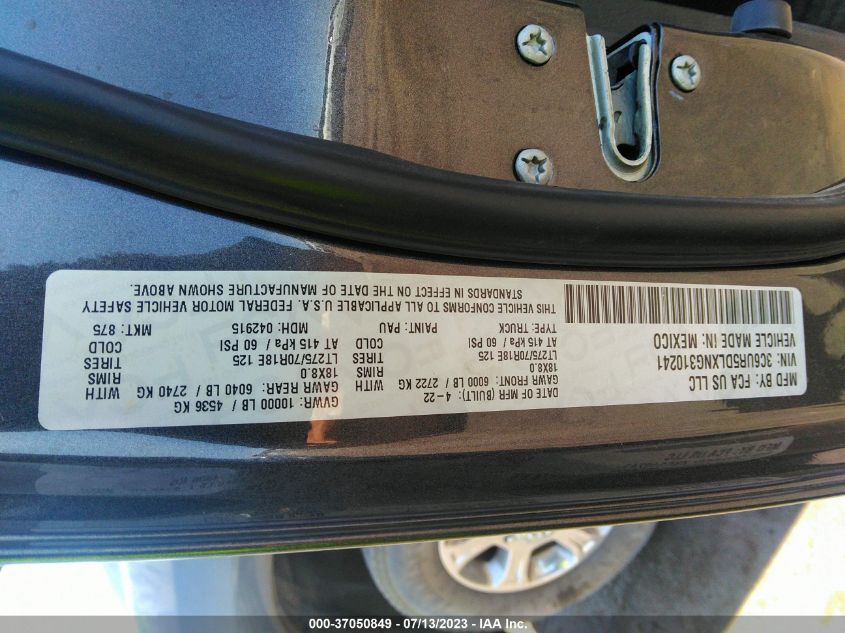 MFD BY: FCA US LLC
DATE OF MFR (BUILT): 4-22
GVWR: 10000 LB / 4536 KG
VIN: 3C6UR5DLXNG310241
GAWR FRONT: 6000 LB / 2722 KG WITH
GAWR REAR: 6040 LB / 2740 KG WITH
18X8.0 RIMS
18X8.0 RIMS
LT275/70R18E 125 TIRES
LT275/70R18E 125 TIRES
AT 415 kPa / 60 PSI COLD
AT 415 kPa / 60 PSI COLD
VEHICLE MADE IN: MEXICO
TYPE: TRUCK
PAINT: PAU
MDH: 042915
MKT: 875
THIS VEHICLE CONFORMS TO ALL APPLICABLE U.S.A. FEDERAL MOTOR VEHICLE SAFETY
STANDARDS IN EFFECT ON THE DATE OF MANUFACTURE SHOWN ABOVE.
000-37050849 - 07/13/2023 - IAA Inc.